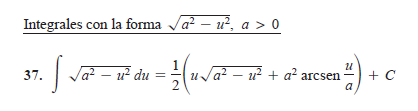 Integrales con la forma √(a² − u²), a > 0
37. ∫ √(a² − u²) du = 1/2 (u√(a² − u²) + a² arcsen u/a) + C